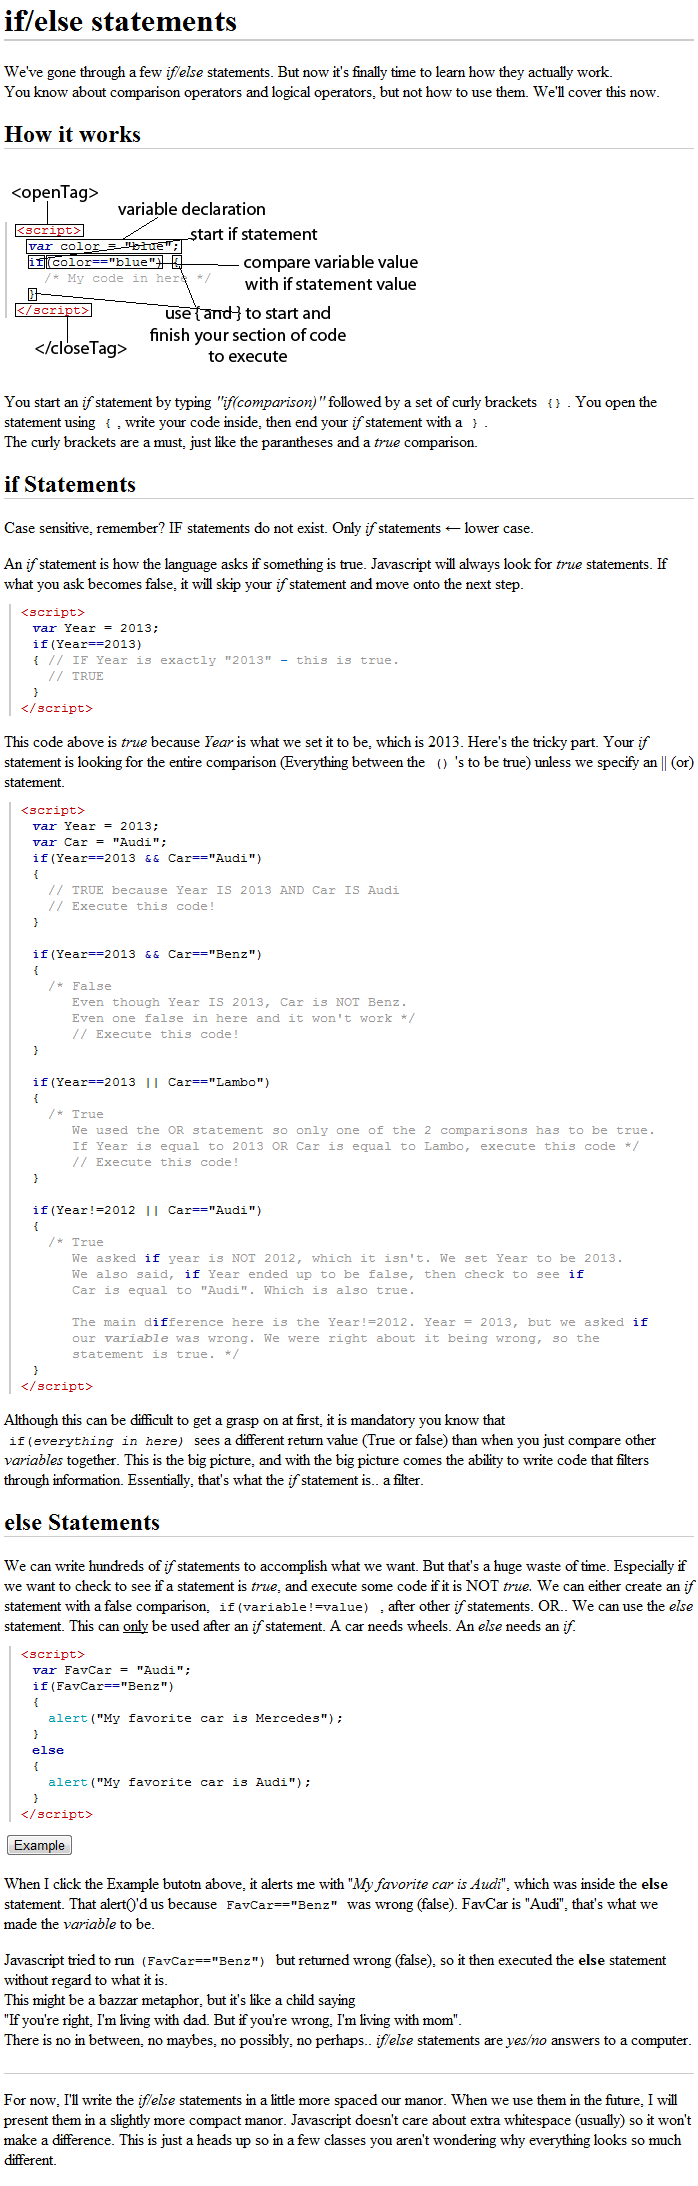 if/else statements
We've gone through a few if/else statements. But now it's finally time to learn how they actually work.
You know about comparison operators and logical operators, but not how to use them. We'll cover this now.
How it works
<openTag>
variable declaration
<script>
start if statement
var color = "blue";
if(color=="blue") {
compare variable value
with if statement value
/* My code in here */
}
</script>
use { and } to start and
finish your section of code
to execute
</closeTag>
You start an if statement by typing "if(comparison)" followed by a set of curly brackets {} . You open the
statement using { , write your code inside, then end your if statement with a } .
The curly brackets are a must, just like the parantheses and a true comparison.
if Statements
Case sensitive, remember? IF statements do not exist. Only if statements ← lower case.
An if statement is how the language asks if something is true. Javascript will always look for true statements. If
what you ask becomes false, it will skip your if statement and move onto the next step.
<script>
var Year = 2013;
if(Year==2013)
{ // IF Year is exactly "2013" - this is true.
// TRUE
}
</script>
This code above is true because Year is what we set it to be, which is 2013. Here's the tricky part. Your if
statement is looking for the entire comparison (Everything between the () 's to be true) unless we specify an || (or)
statement.
<script>
var Year = 2013;
var Car = "Audi";
if(Year==2013 && Car=="Audi")
{
// TRUE because Year IS 2013 AND Car IS Audi
// Execute this code!
}
if(Year==2013 && Car=="Benz")
{
/* False
Even though Year IS 2013, Car is NOT Benz.
Even one false in here and it won't work */
// Execute this code!
}
if(Year==2013 || Car=="Lambo")
{
/* True
We used the OR statement so only one of the 2 comparisons has to be true.
If Year is equal to 2013 OR Car is equal to Lambo, execute this code */
// Execute this code!
}
if(Year!=2012 || Car=="Audi")
{
/* True
We asked if year is NOT 2012, which it isn't. We set Year to be 2013.
We also said, if Year ended up to be false, then check to see if
Car is equal to "Audi". Which is also true.
The main difference here is the Year!=2012. Year = 2013, but we asked if
our variable was wrong. We were right about it being wrong, so the
statement is true. */
}
</script>
Although this can be difficult to get a grasp on at first, it is mandatory you know that
if(everything in here) sees a different return value (True or false) than when you just compare other
variables together. This is the big picture, and with the big picture comes the ability to write code that filters
through information. Essentially, that's what the if statement is.. a filter.
else Statements
We can write hundreds of if statements to accomplish what we want. But that's a huge waste of time. Especially if
we want to check to see if a statement is true, and execute some code if it is NOT true. We can either create an if
statement with a false comparison, if(variable!=value) , after other if statements. OR.. We can use the else
statement. This can only be used after an if statement. A car needs wheels. An else needs an if.
<script>
var FavCar = "Audi";
if(FavCar=="Benz")
{
alert("My favorite car is Mercedes");
}
else
{
alert("My favorite car is Audi");
}
</script>
Example
When I click the Example butotn above, it alerts me with "My favorite car is Audi", which was inside the else
statement. That alert()'d us because FavCar=="Benz" was wrong (false). FavCar is "Audi", that's what we
made the variable to be.
Javascript tried to run (FavCar=="Benz") but returned wrong (false), so it then executed the else statement
without regard to what it is.
This might be a bazzar metaphor, but it's like a child saying
"If you're right, I'm living with dad. But if you're wrong, I'm living with mom".
There is no in between, no maybes, no possibly, no perhaps.. if/else statements are yes/no answers to a computer.
For now, I'll write the if/else statements in a little more spaced our manor. When we use them in the future, I will
present them in a slightly more compact manor. Javascript doesn't care about extra whitespace (usually) so it won't
make a difference. This is just a heads up so in a few classes you aren't wondering why everything looks so much
different.